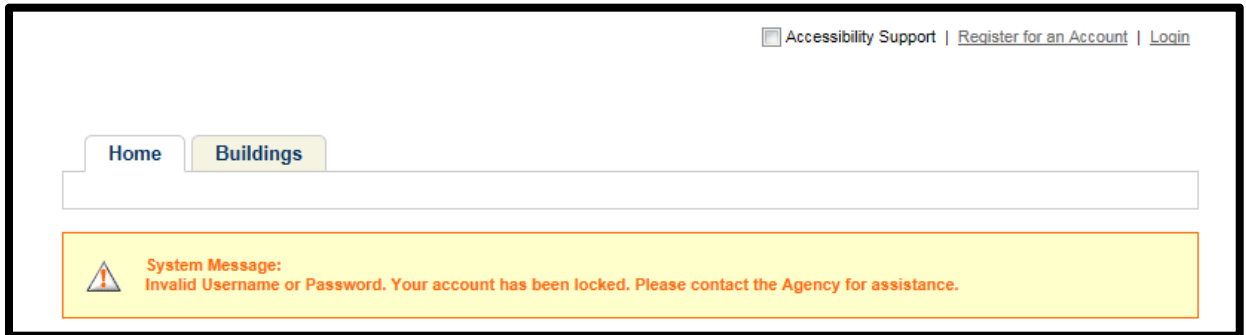 Accessibility Support | Register for an Account | Login
Home Buildings
System Message:
Invalid Username or Password. Your account has been locked. Please contact the Agency for assistance.